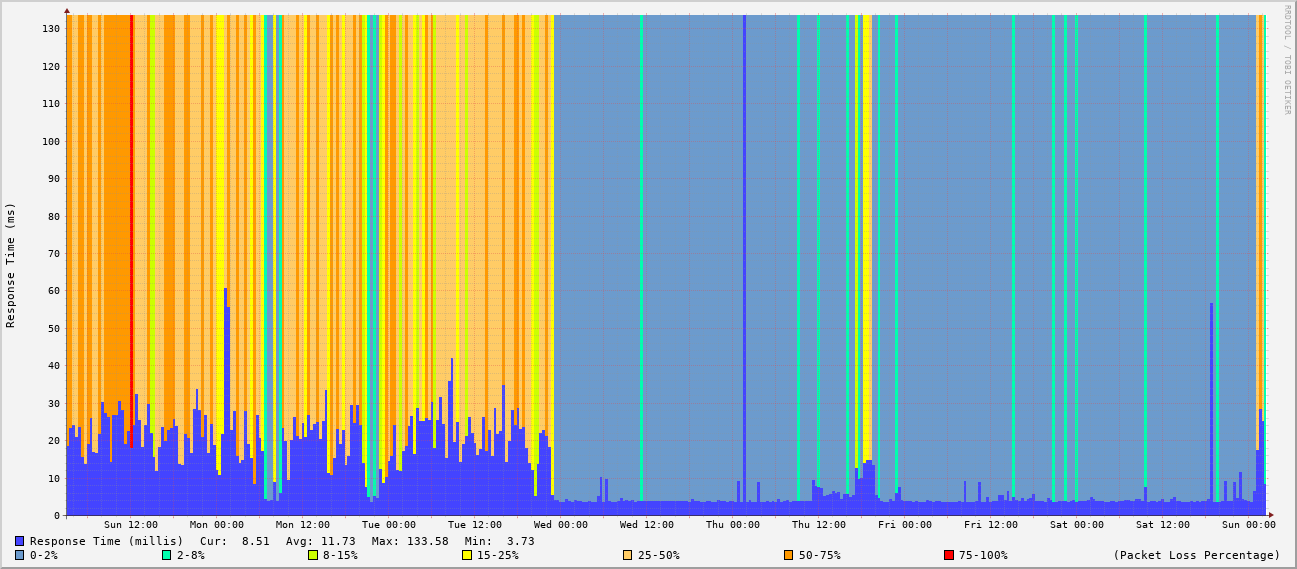 RRDTOOL / TOBI OETIKER
Response Time (ms)
130
120
110
100
90
80
70
60
50
40
30
20
10
0
Sun 12:00 Mon 00:00 Mon 12:00 Tue 00:00 Tue 12:00 Wed 00:00 Wed 12:00 Thu 00:00 Thu 12:00 Fri 00:00 Fri 12:00 Sat 00:00 Sat 12:00 Sun 00:00
Response Time (millis) Cur: 8.51 Avg: 11.73 Max: 133.58 Min: 3.73
0-2% 2-8% 8-15% 15-25% 25-50% 50-75% 75-100% (Packet Loss Percentage)